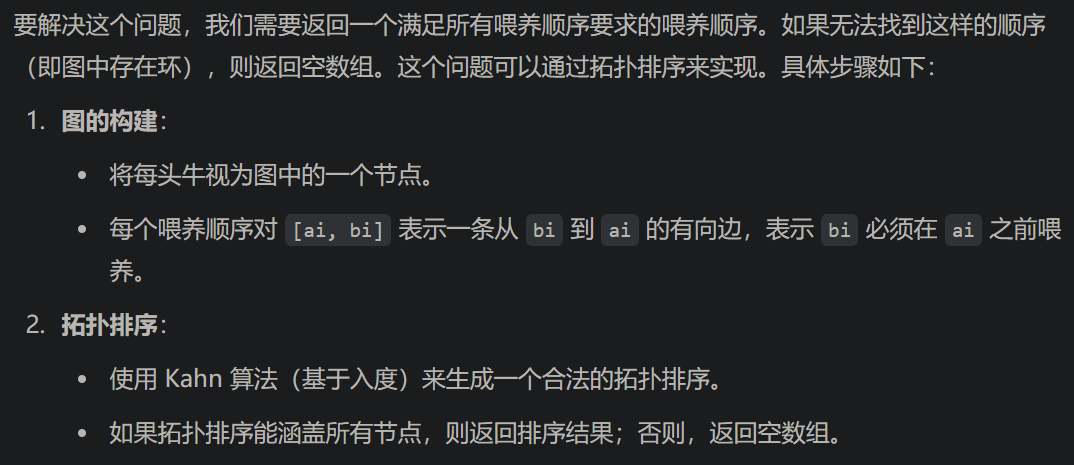 要解决这个问题，我们需要返回一个满足所有喂养顺序要求的喂养顺序。如果无法找到这样的顺序
（即图中存在环），则返回空数组。这个问题可以通过拓扑排序来实现。具体步骤如下：
1. 图的构建：
• 将每头牛视为图中的一个节点。
• 每个喂养顺序对 [ai, bi] 表示一条从 bi 到 ai 的有向边，表示 bi 必须在 ai 之前喂
养。
2. 拓扑排序：
• 使用 Kahn 算法（基于入度）来生成一个合法的拓扑排序。
• 如果拓扑排序能涵盖所有节点，则返回排序结果；否则，返回空数组。